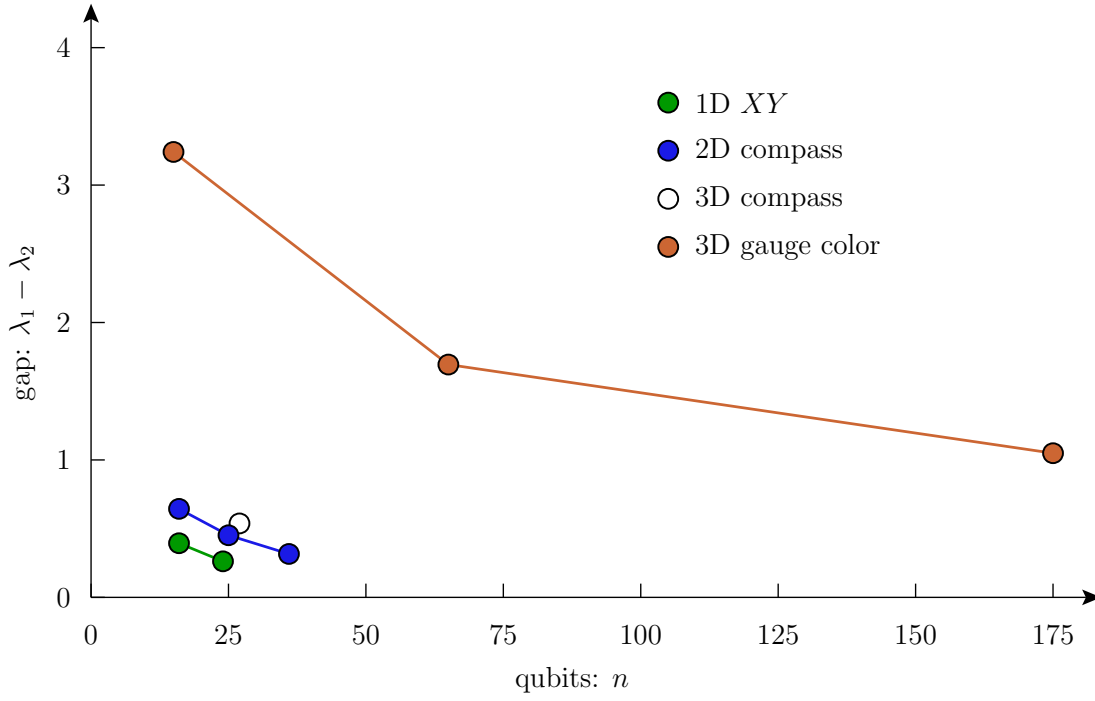 4
3
2
1
0
gap: λ₁ − λ₂
1D XY
2D compass
3D compass
3D gauge color
0 25 50 75 100 125 150 175
qubits: n